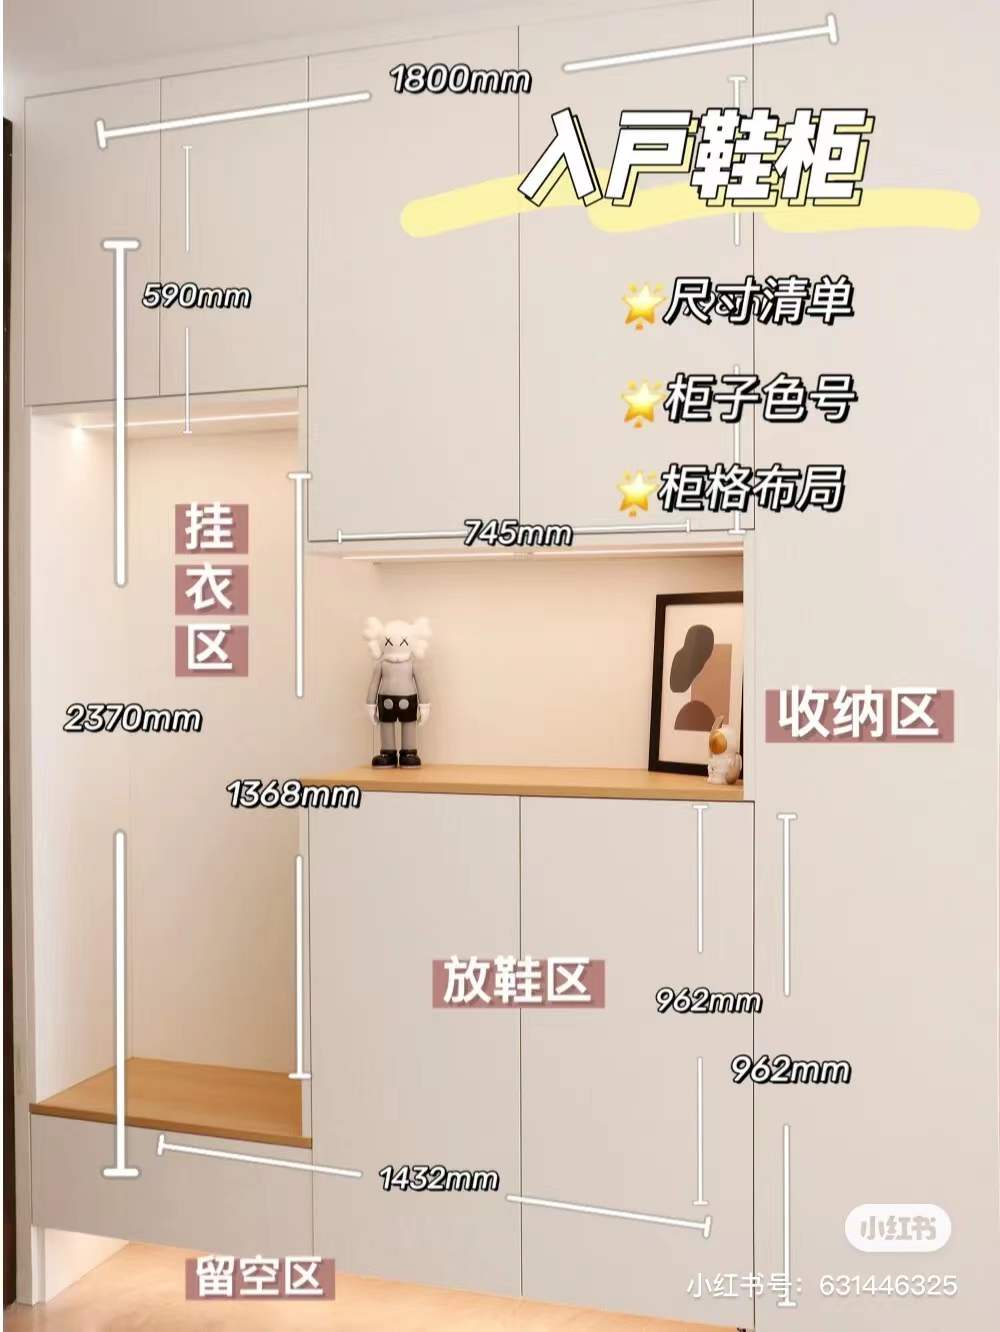 1800mm
入户鞋柜
590mm
尺寸清单
柜子色号
柜格布局
挂
衣
区
745mm
2370mm
收纳区
1368mm
放鞋区
962mm
962mm
1432mm
留空区
小红书
小红书号：631446325